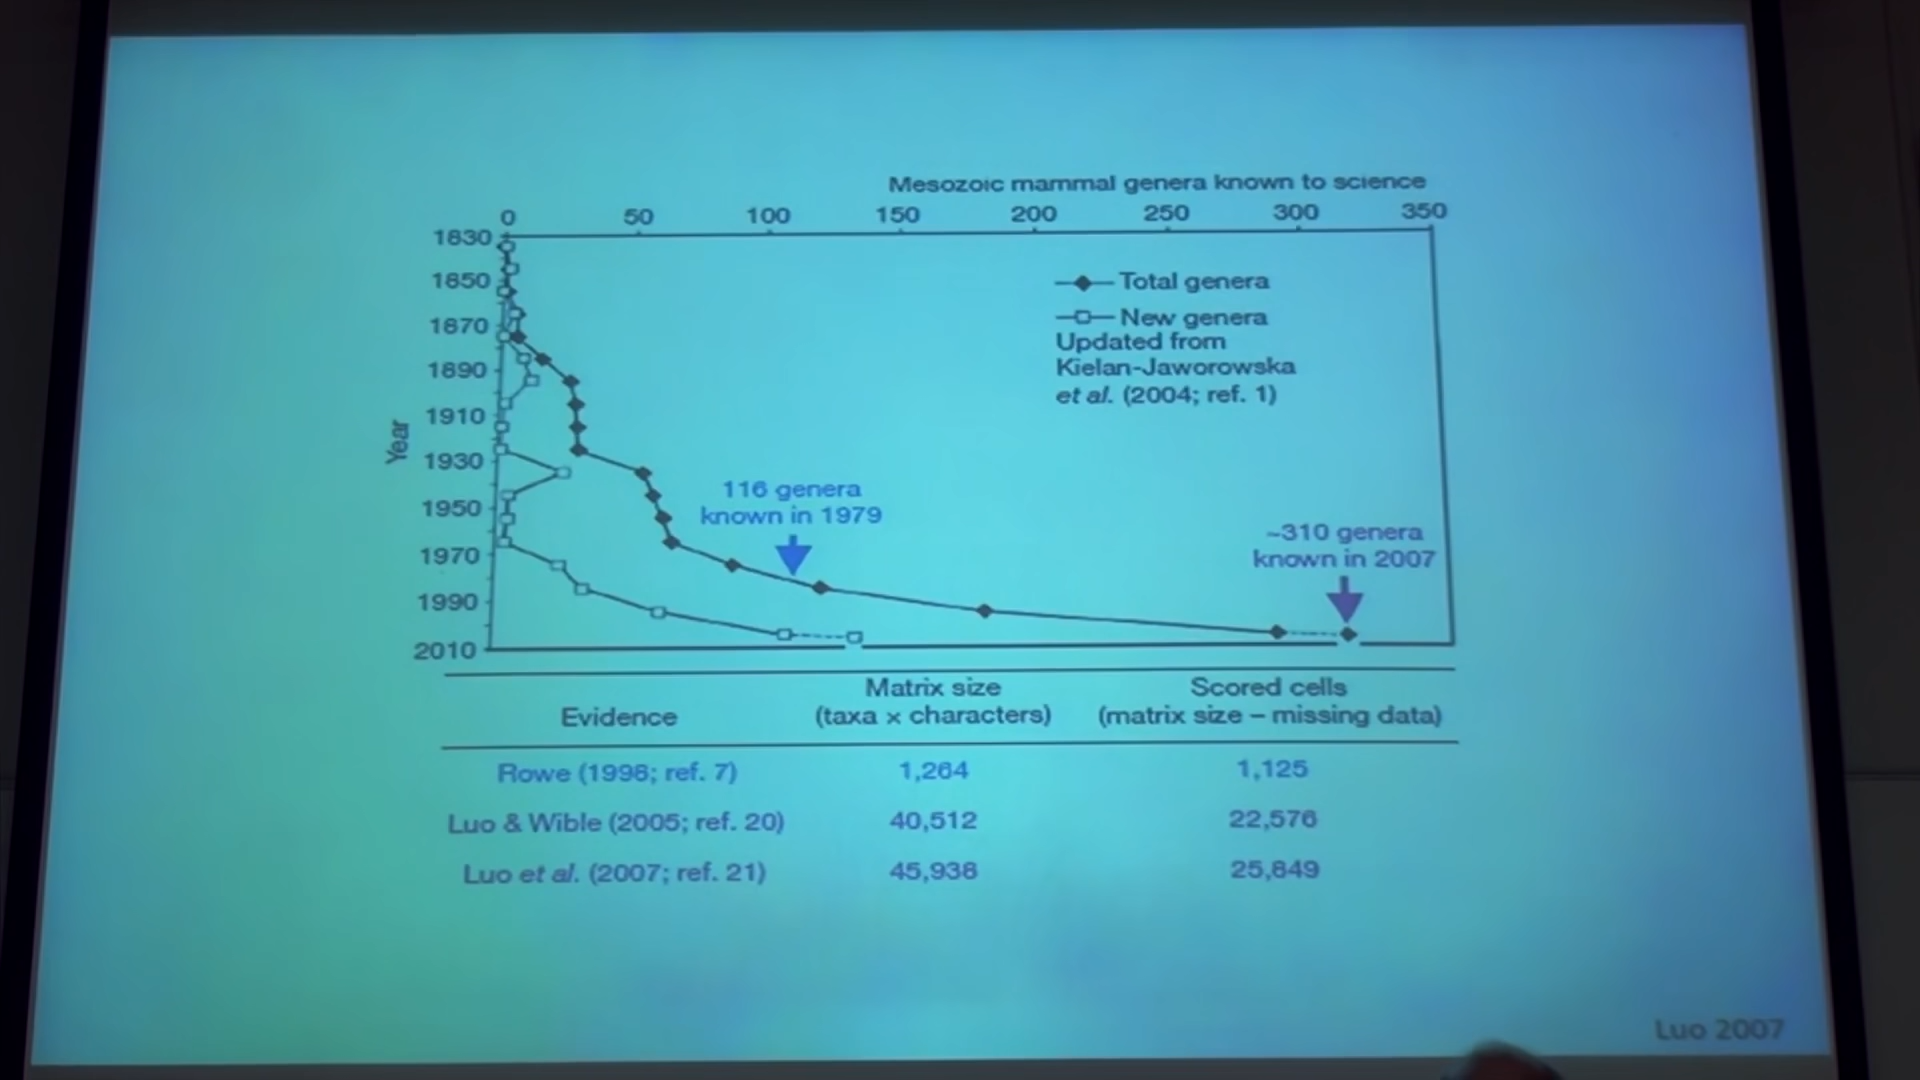 Mesozoic mammal genera known to science
0 50 100 150 200 250 300 350
1830
1850
1870
1890
1910
1930
1950
1970
1990
2010
Year
Total genera
New genera
Updated from
Kielan-Jaworowska
et al. (2004; ref. 1)
116 genera
known in 1979
~310 genera
known in 2007
Evidence
Matrix size
(taxa × characters)
Scored cells
(matrix size – missing data)
Rowe (1998; ref. 7) 1,264 1,125
Luo & Wible (2005; ref. 20) 40,512 22,576
Luo et al. (2007; ref. 21) 45,938 25,849
Luo 2007